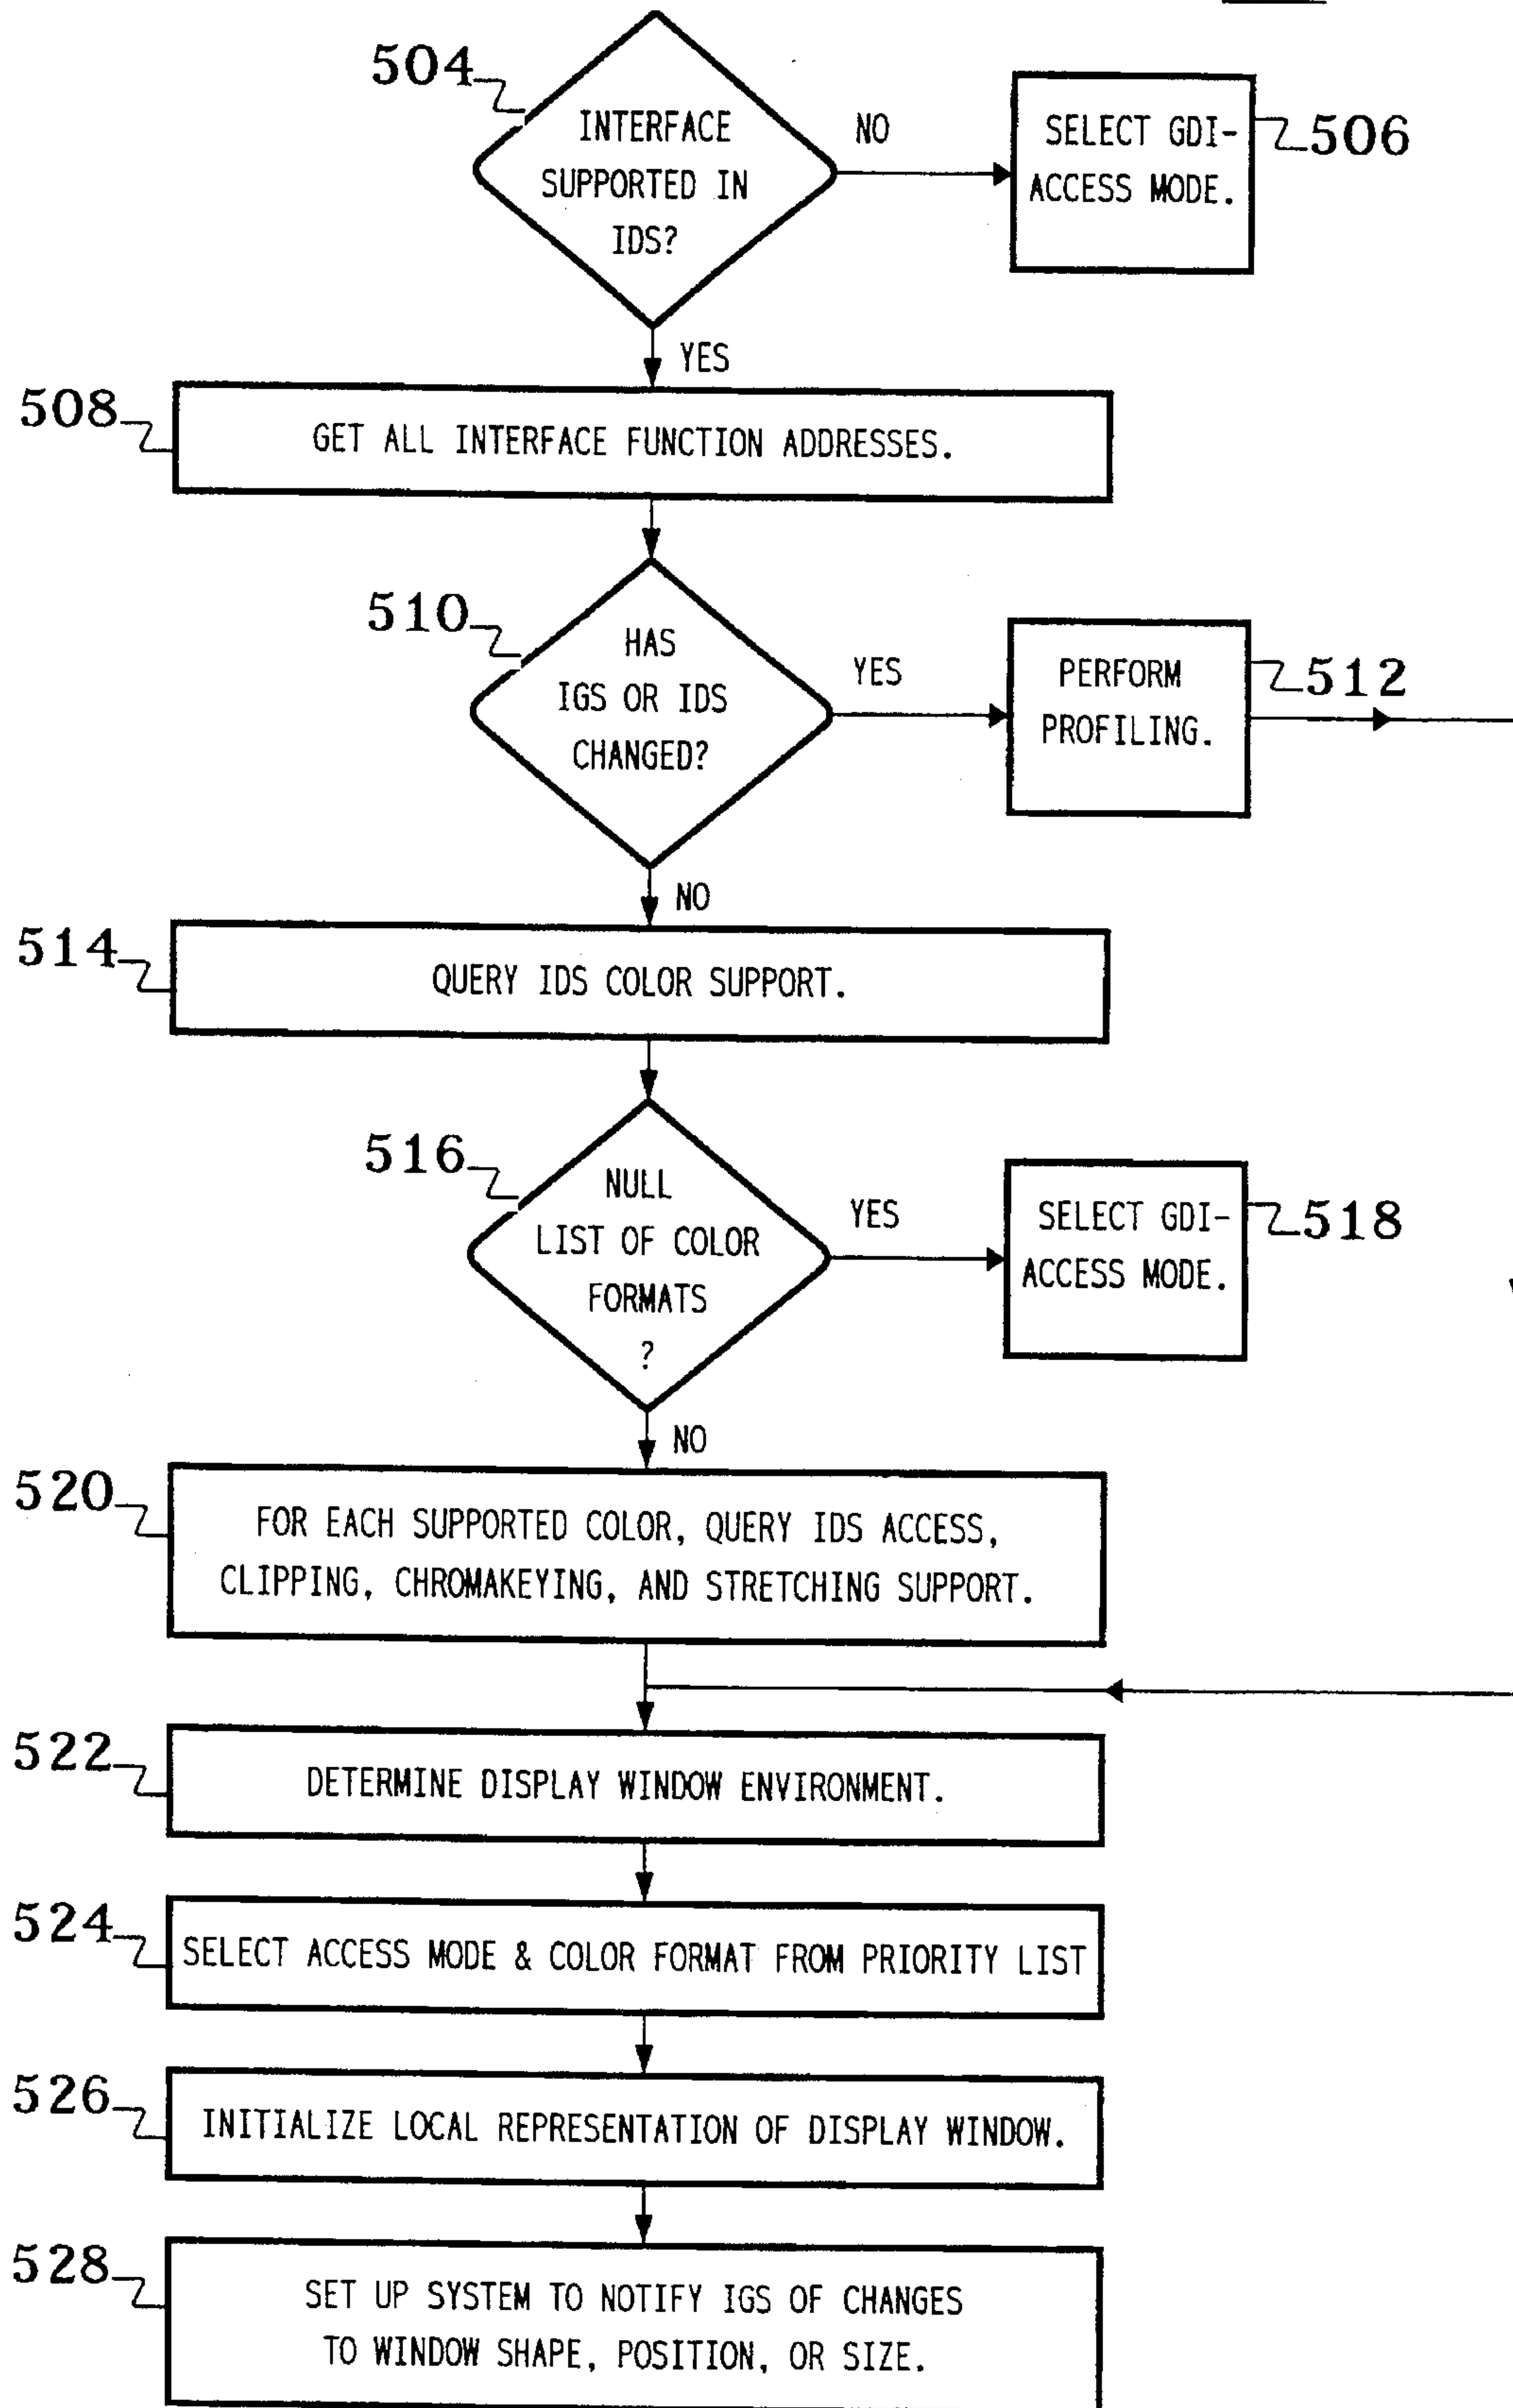 504
INTERFACE
SUPPORTED IN
IDS?
NO
SELECT GDI-
ACCESS MODE.
506
YES
508
GET ALL INTERFACE FUNCTION ADDRESSES.
510
HAS
IGS OR IDS
CHANGED?
YES
PERFORM
PROFILING.
512
NO
514
QUERY IDS COLOR SUPPORT.
516
NULL
LIST OF COLOR
FORMATS
?
YES
SELECT GDI-
ACCESS MODE.
518
NO
520
FOR EACH SUPPORTED COLOR, QUERY IDS ACCESS,
CLIPPING, CHROMAKEYING, AND STRETCHING SUPPORT.
522
DETERMINE DISPLAY WINDOW ENVIRONMENT.
524
SELECT ACCESS MODE & COLOR FORMAT FROM PRIORITY LIST
526
INITIALIZE LOCAL REPRESENTATION OF DISPLAY WINDOW.
528
SET UP SYSTEM TO NOTIFY IGS OF CHANGES
TO WINDOW SHAPE, POSITION, OR SIZE.